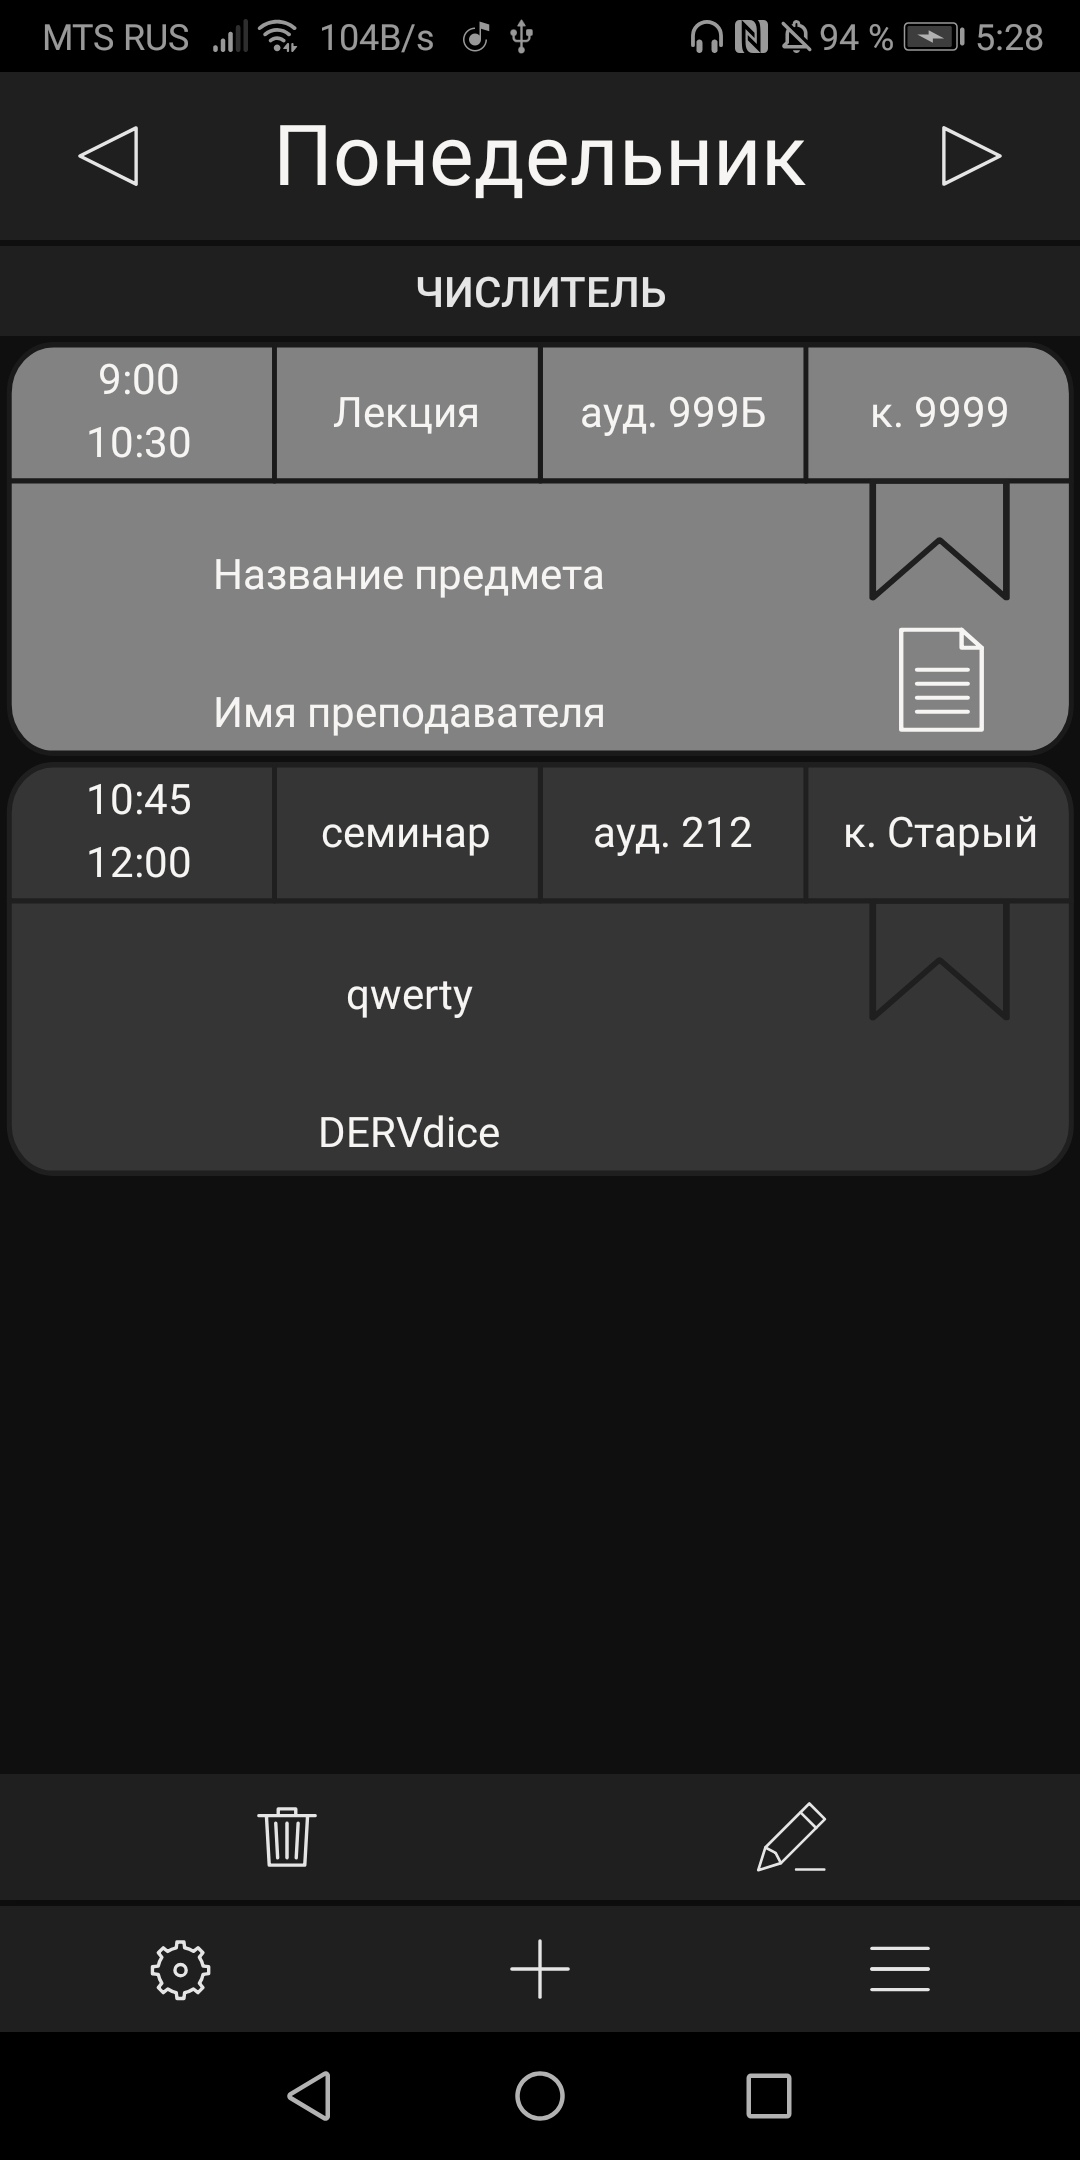 MTS RUS 104B/s 94 % 5:28
Понедельник
ЧИСЛИТЕЛЬ
9:00
10:30
Лекция
ауд. 999Б
к. 9999
Название предмета
Имя преподавателя
10:45
12:00
семинар
ауд. 212
к. Старый
qwerty
DERVdice